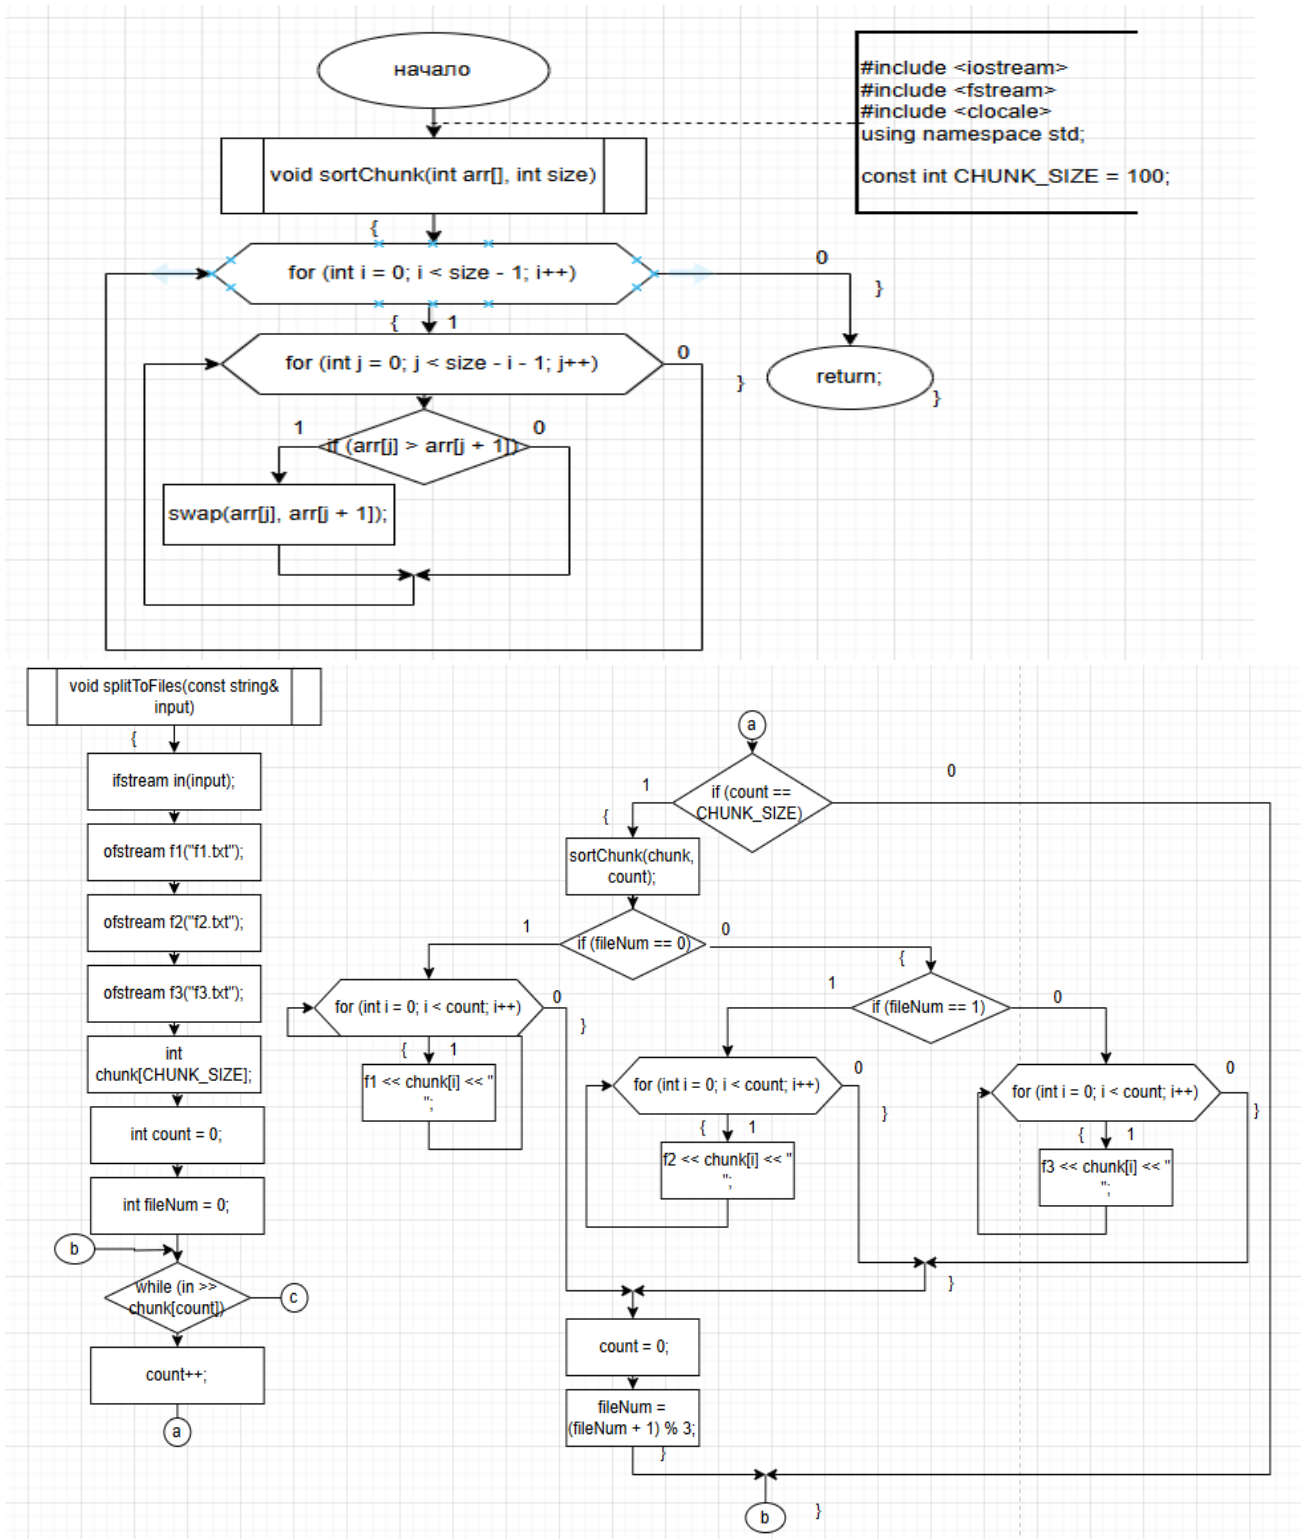 начало
#include <iostream>
#include <fstream>
#include <clocale>
using namespace std;
const int CHUNK_SIZE = 100;
void sortChunk(int arr[], int size)
{
for (int i = 0; i < size - 1; i++)
0
}
{ 1
for (int j = 0; j < size - i - 1; j++)
0
}
return;
}
1
if (arr[j] > arr[j + 1])
0
swap(arr[j], arr[j + 1]);
void splitToFiles(const string&
input)
{
ifstream in(input);
ofstream f1("f1.txt");
ofstream f2("f2.txt");
ofstream f3("f3.txt");
int
chunk[CHUNK_SIZE];
int count = 0;
int fileNum = 0;
b
while (in >>
chunk[count])
c
count++;
a
a
if (count ==
CHUNK_SIZE)
1
0
{
sortChunk(chunk,
count);
if (fileNum == 0)
1
0
{
for (int i = 0; i < count; i++)
0
}
{ 1
f1 << chunk[i] << "
";
if (fileNum == 1)
1
0
for (int i = 0; i < count; i++)
0
}
{ 1
f2 << chunk[i] << "
";
for (int i = 0; i < count; i++)
0
}
{ 1
f3 << chunk[i] << "
";
}
count = 0;
fileNum =
(fileNum + 1) % 3;
}
b
}